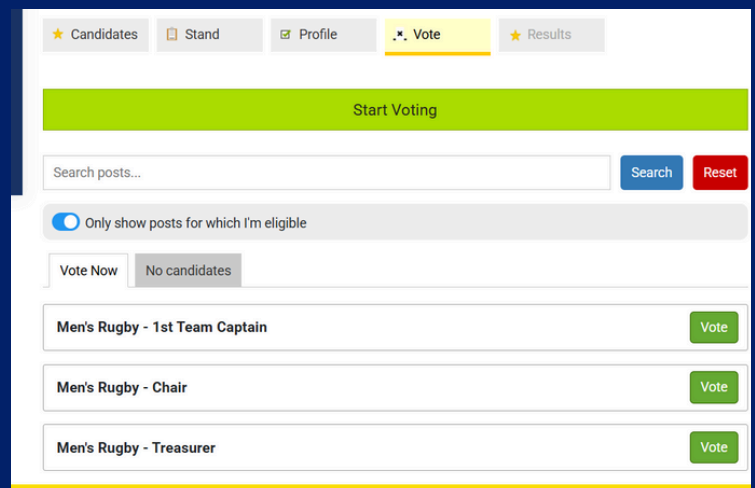 Candidates Stand Profile Vote Results
Start Voting
Search posts... Search Reset
Only show posts for which I'm eligible
Vote Now No candidates
Men's Rugby - 1st Team Captain Vote
Men's Rugby - Chair Vote
Men's Rugby - Treasurer Vote